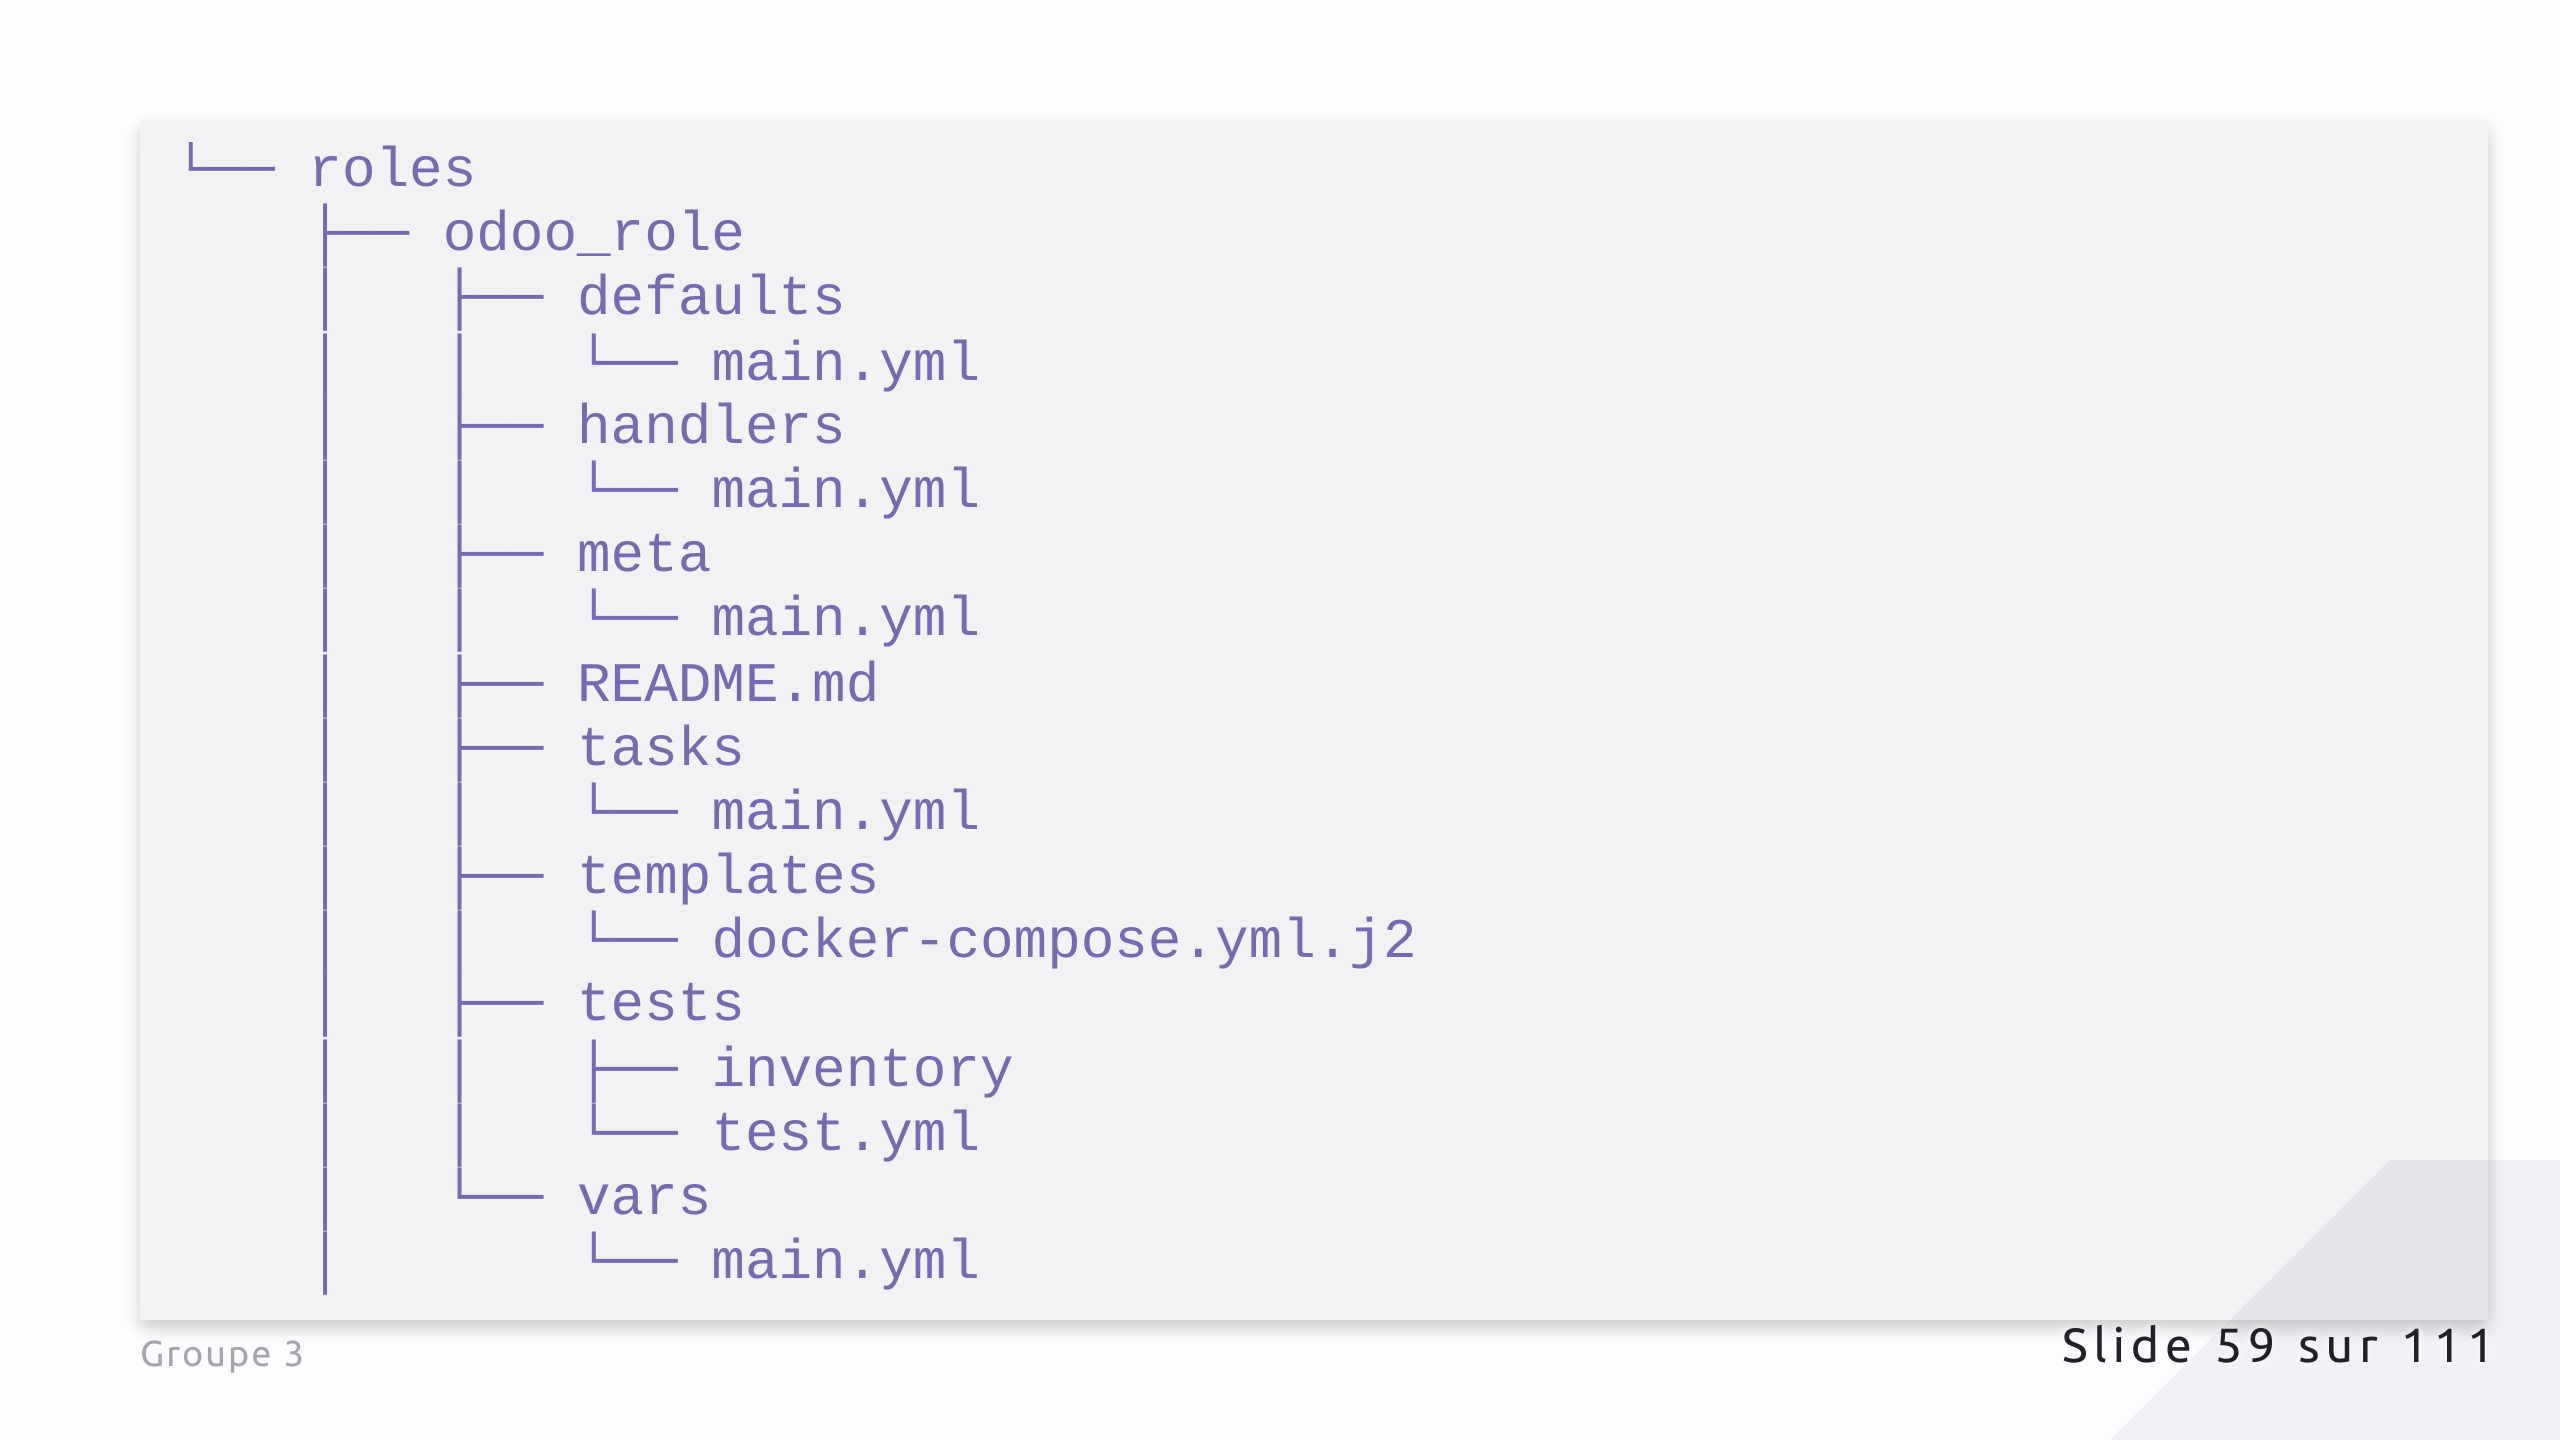 └── roles
    ├── odoo_role
    │   ├── defaults
    │   │   └── main.yml
    │   ├── handlers
    │   │   └── main.yml
    │   ├── meta
    │   │   └── main.yml
    │   ├── README.md
    │   ├── tasks
    │   │   └── main.yml
    │   ├── templates
    │   │   └── docker-compose.yml.j2
    │   ├── tests
    │   │   ├── inventory
    │   │   └── test.yml
    │   └── vars
    │       └── main.yml
Groupe 3
Slide 59 sur 111